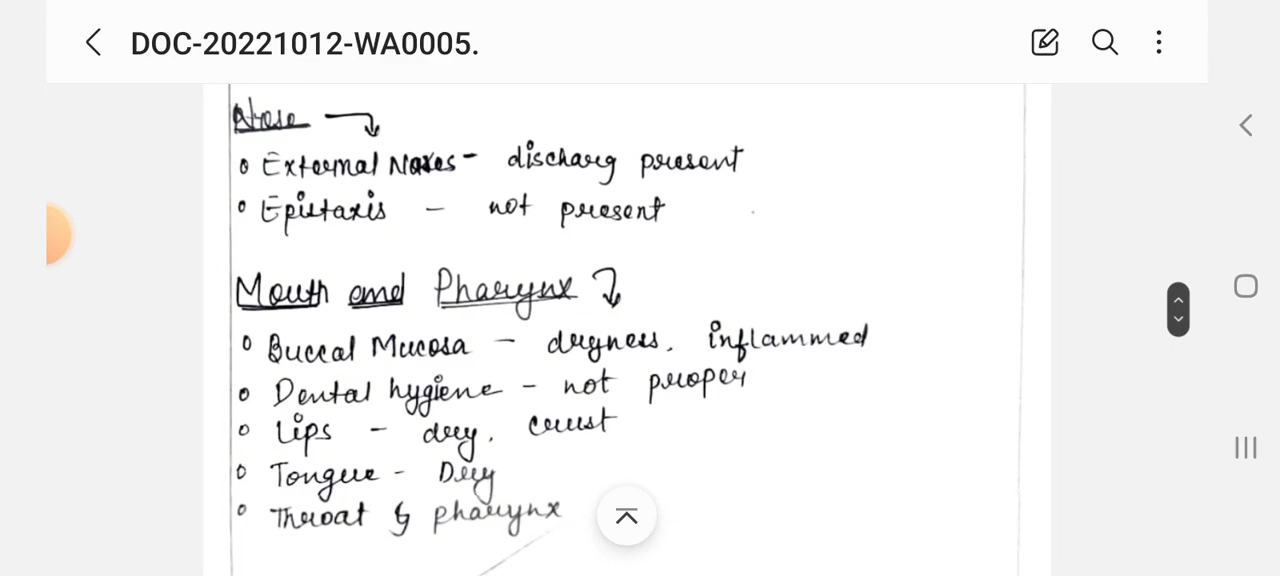 DOC-20221012-WA0005.
Nose
External Nares - discharg present
Epistaxis - not present
Mouth and Pharynx
Buccal Mucosa - drgness. inflammed
Dental hygiene - not proper
Lips - dry. crust
Tongue - Dry
Throat & pharynx